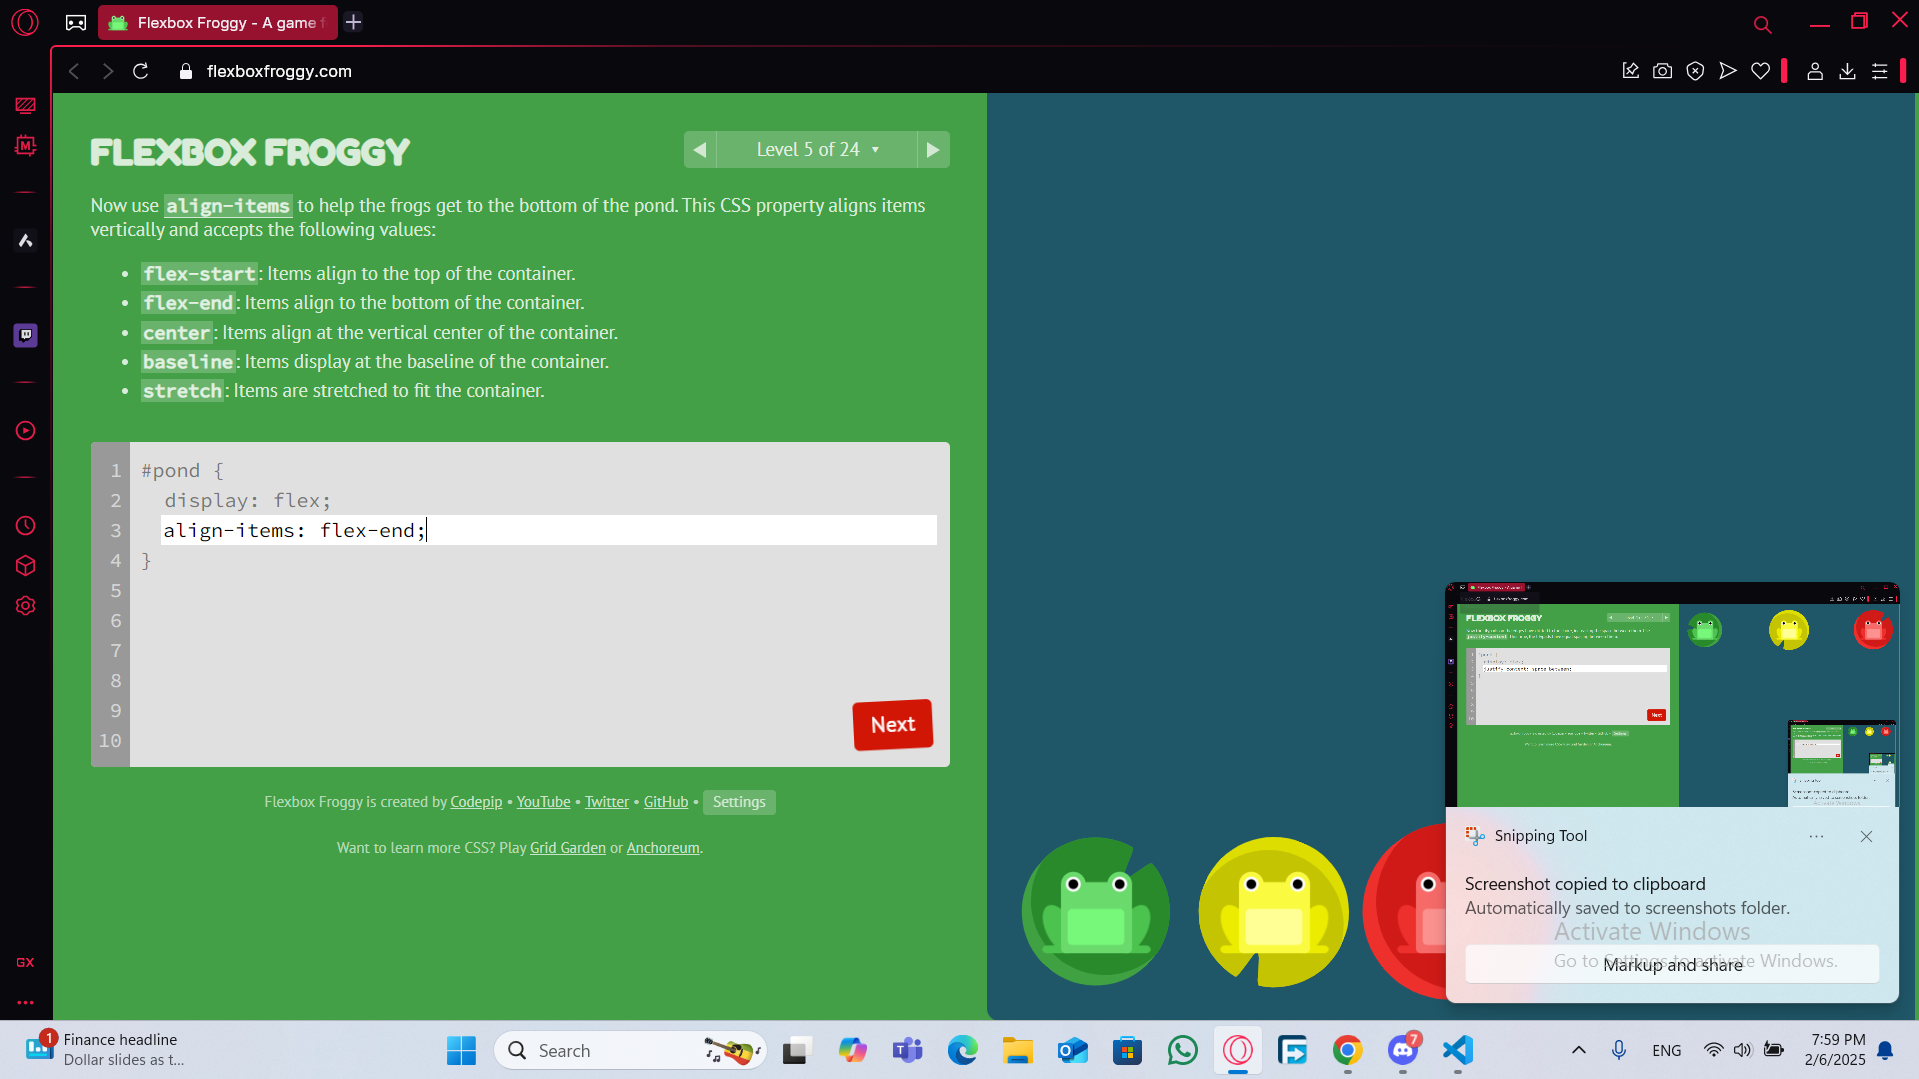 Flexbox Froggy - A game f
flexboxfroggy.com
FLEXBOX FROGGY
Level 5 of 24
Now use align-items to help the frogs get to the bottom of the pond. This CSS property aligns items
vertically and accepts the following values:
• flex-start: Items align to the top of the container.
• flex-end: Items align to the bottom of the container.
• center: Items align at the vertical center of the container.
• baseline: Items display at the baseline of the container.
• stretch: Items are stretched to fit the container.
1 #pond {
2 display: flex;
3 align-items: flex-end;
4 }
5
6
7
8
9
10
Next
Flexbox Froggy is created by Codepip • YouTube • Twitter • GitHub • Settings
Want to learn more CSS? Play Grid Garden or Anchoreum.
FLEXBOX FROGGY
Next
Snipping Tool
Screenshot copied to clipboard
Automatically saved to screenshots folder.
Activate Windows
Go to Settings to activate Windows.
Markup and share
M
GX
1
Finance headline
Dollar slides as t...
Search
7
ENG
7:59 PM
2/6/2025